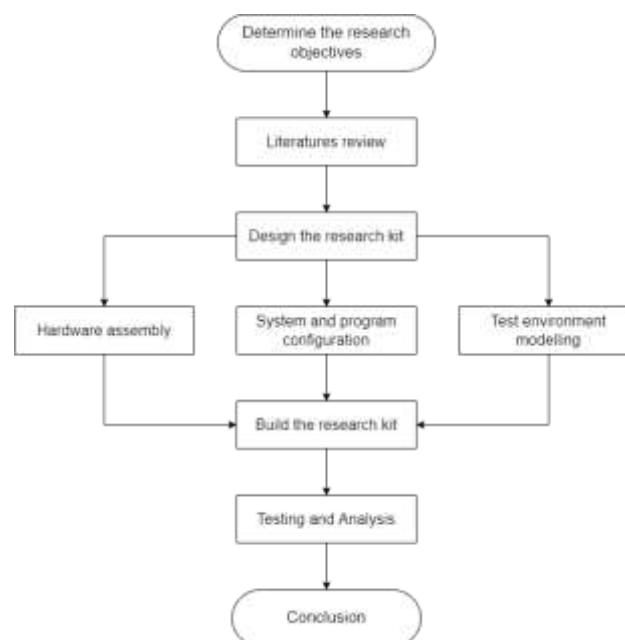 Determine the research
objectives
Literatures review
Design the research kit
Hardware assembly
System and program
configuration
Test environment
modelling
Build the research kit
Testing and Analysis
Conclusion